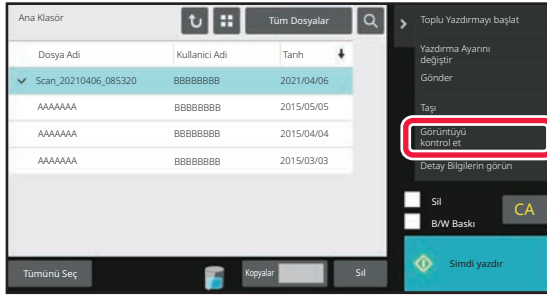 Ana Klasör
Tüm Dosyalar
Dosya Adi
Kullanici Adi
Tarıh
Scan_20210406_085320
BBBBBBBB
2021/04/06
AAAAAAA
BBBBBBBB
2015/05/05
AAAAAAA
BBBBBBBB
2015/04/04
AAAAAAA
BBBBBBBB
2015/03/03
Tümünü Seç
Kopyalar
Sıl
Toplu Yazdırmayı başlat
Yazdırma Ayarını
değiştir
Gönder
Taşı
Görüntüyü
kontrol et
Detay Bilgilerin görün
Sil
B/W Baskı
CA
Simdi yazdır